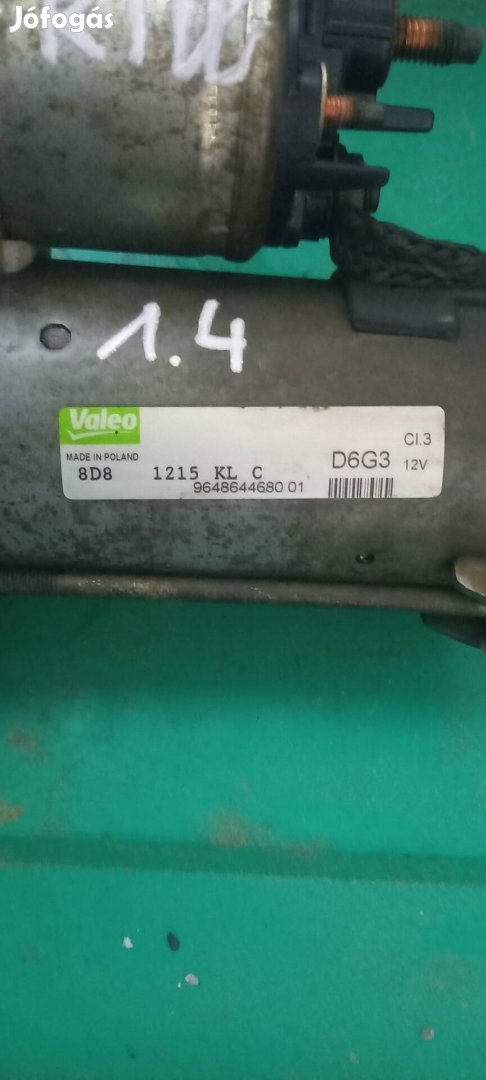 Jófogás
1.4
Valeo
MADE IN POLAND
8D8 1215 KL C
9648644680 01
D6G3
Cl.3
12V